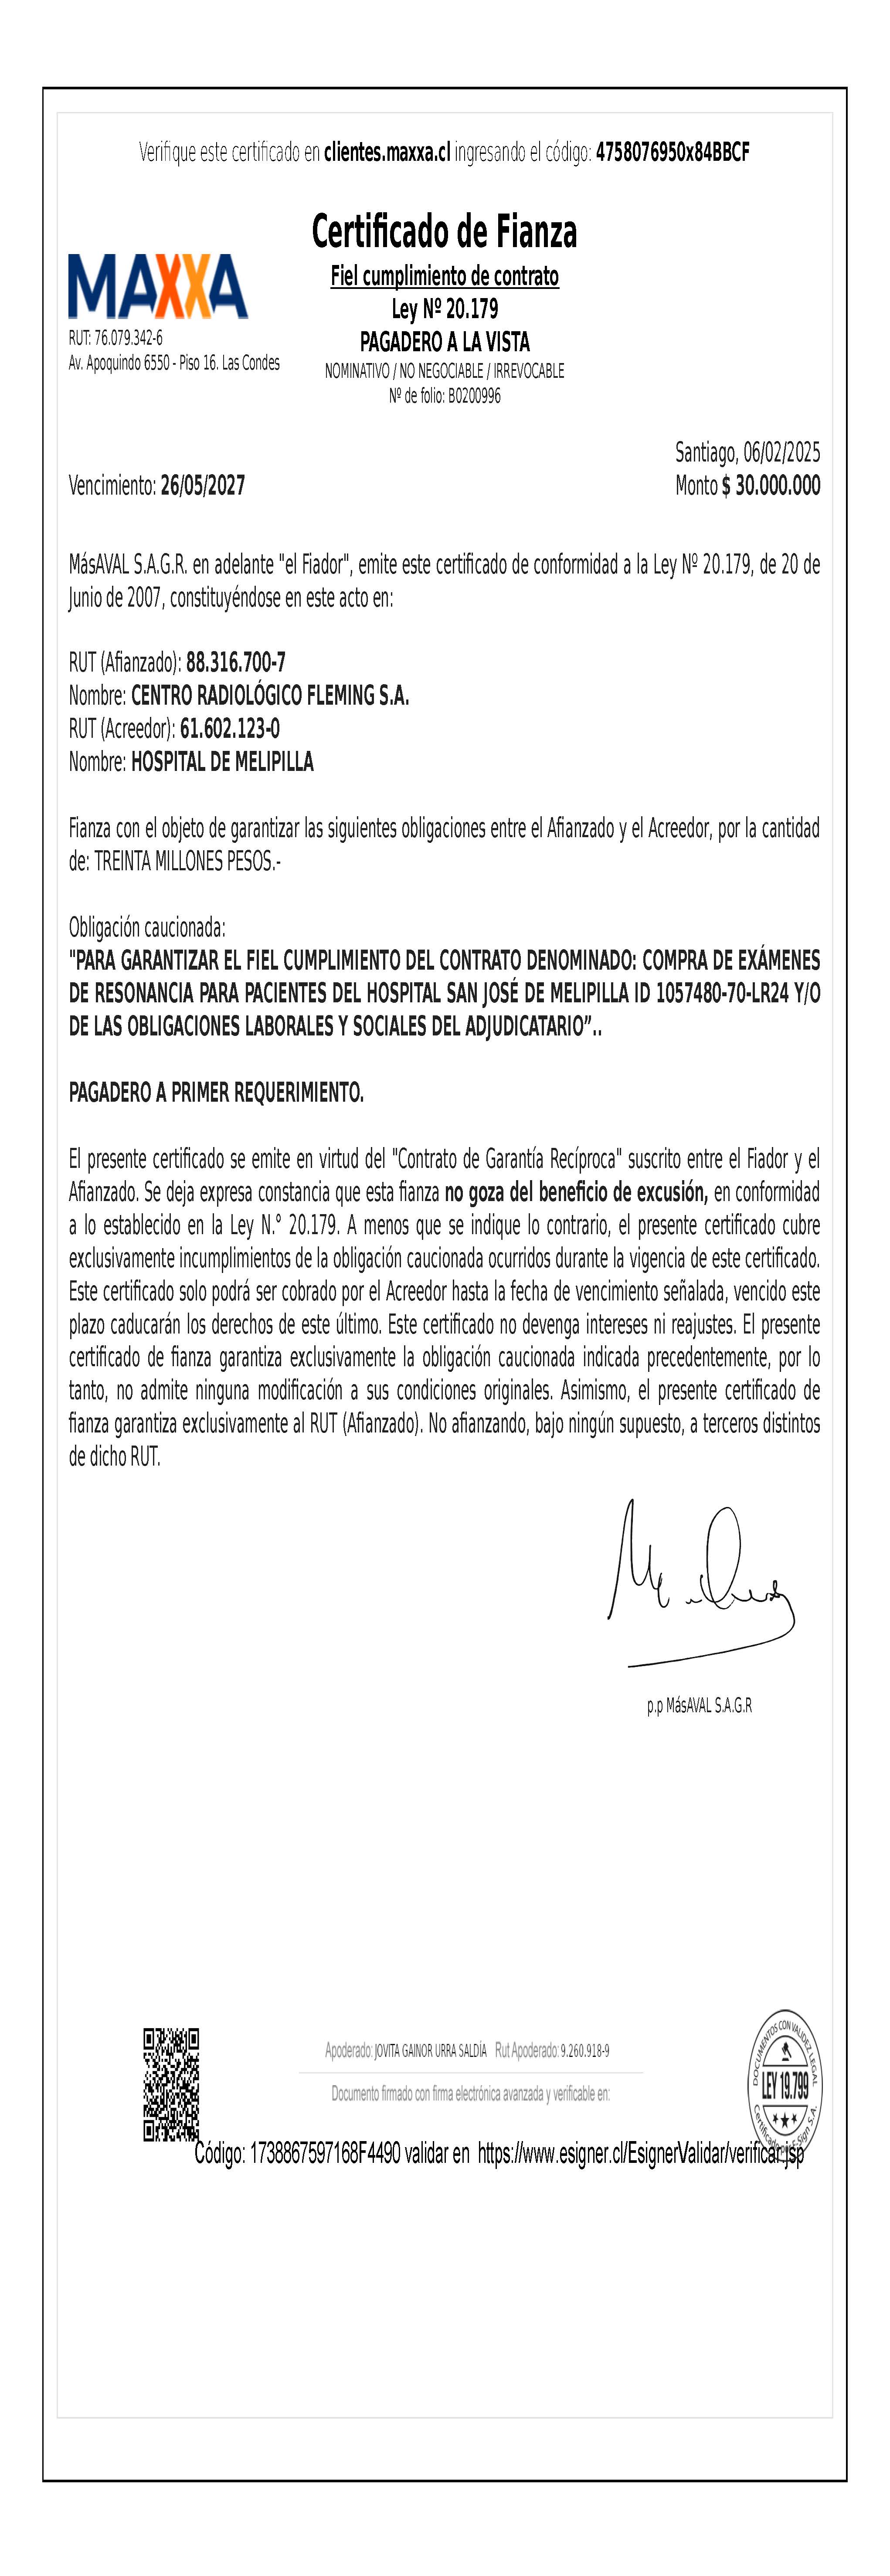 Verifique este certificado en clientes.maxxa.cl ingresando el código: 4758076950x84BBCF
Certificado de Fianza
Fiel cumplimiento de contrato
Ley Nº 20.179
PAGADERO A LA VISTA
NOMINATIVO / NO NEGOCIABLE / IRREVOCABLE
Nº de folio: B0200996
MAXXA
RUT: 76.079.342-6
Av. Apoquindo 6550 - Piso 16. Las Condes
Santiago, 06/02/2025
Vencimiento: 26/05/2027
Monto $ 30.000.000
MásAVAL S.A.G.R. en adelante "el Fiador", emite este certificado de conformidad a la Ley Nº 20.179, de 20 de
Junio de 2007, constituyéndose en este acto en:
RUT (Afianzado): 88.316.700-7
Nombre: CENTRO RADIOLÓGICO FLEMING S.A.
RUT (Acreedor): 61.602.123-0
Nombre: HOSPITAL DE MELIPILLA
Fianza con el objeto de garantizar las siguientes obligaciones entre el Afianzado y el Acreedor, por la cantidad
de: TREINTA MILLONES PESOS.-
Obligación caucionada:
"PARA GARANTIZAR EL FIEL CUMPLIMIENTO DEL CONTRATO DENOMINADO: COMPRA DE EXÁMENES
DE RESONANCIA PARA PACIENTES DEL HOSPITAL SAN JOSÉ DE MELIPILLA ID 1057480-70-LR24 Y/O
DE LAS OBLIGACIONES LABORALES Y SOCIALES DEL ADJUDICATARIO”..
PAGADERO A PRIMER REQUERIMIENTO.
El presente certificado se emite en virtud del "Contrato de Garantía Recíproca" suscrito entre el Fiador y el
Afianzado. Se deja expresa constancia que esta fianza no goza del beneficio de excusión, en conformidad
a lo establecido en la Ley N.° 20.179. A menos que se indique lo contrario, el presente certificado cubre
exclusivamente incumplimientos de la obligación caucionada ocurridos durante la vigencia de este certificado.
Este certificado solo podrá ser cobrado por el Acreedor hasta la fecha de vencimiento señalada, vencido este
plazo caducarán los derechos de este último. Este certificado no devenga intereses ni reajustes. El presente
certificado de fianza garantiza exclusivamente la obligación caucionada indicada precedentemente, por lo
tanto, no admite ninguna modificación a sus condiciones originales. Asimismo, el presente certificado de
fianza garantiza exclusivamente al RUT (Afianzado). No afianzando, bajo ningún supuesto, a terceros distintos
de dicho RUT.
p.p MásAVAL S.A.G.R
Apoderado: JOVITA GAINOR URRA SALDÍA Rut Apoderado: 9.260.918-9
Documento firmado con firma electrónica avanzada y verificable en:
DOCUMENTOS CON VALIDEZ LEGAL
LEY 19.799
Certificado por E-Sign S.A.
Código: 1738867597168F4490 validar en https://www.esigner.cl/EsignerValidar/verificar.jsp